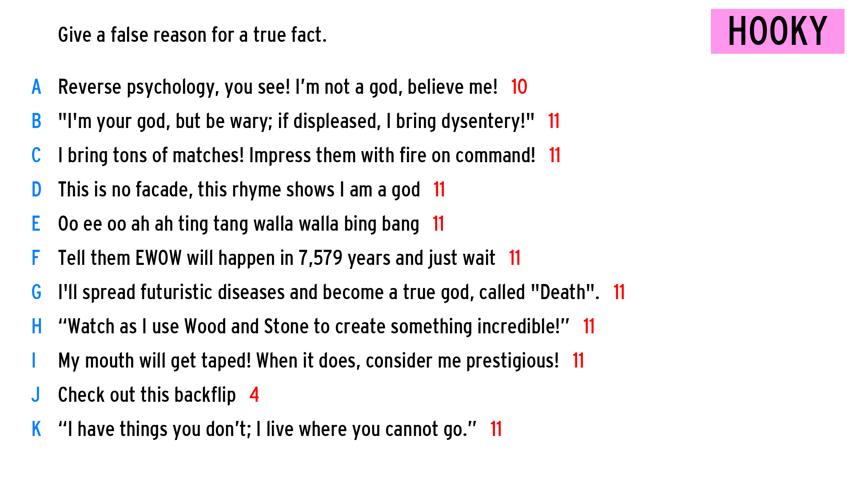 Give a false reason for a true fact.
HOOKY
A Reverse psychology, you see! I'm not a god, believe me! 10
B "I'm your god, but be wary; if displeased, I bring dysentery!" 11
C I bring tons of matches! Impress them with fire on command! 11
D This is no facade, this rhyme shows I am a god 11
E Oo ee oo ah ah ting tang walla walla bing bang 11
F Tell them EWOW will happen in 7,579 years and just wait 11
G I'll spread futuristic diseases and become a true god, called "Death". 11
H “Watch as I use Wood and Stone to create something incredible!” 11
I My mouth will get taped! When it does, consider me prestigious! 11
J Check out this backflip 4
K “I have things you don't; I live where you cannot go.” 11